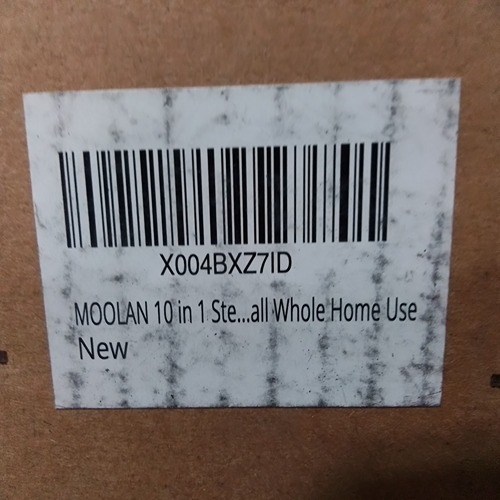 X004BXZ7ID
MOOLAN 10 in 1 Ste...all Whole Home Use
New